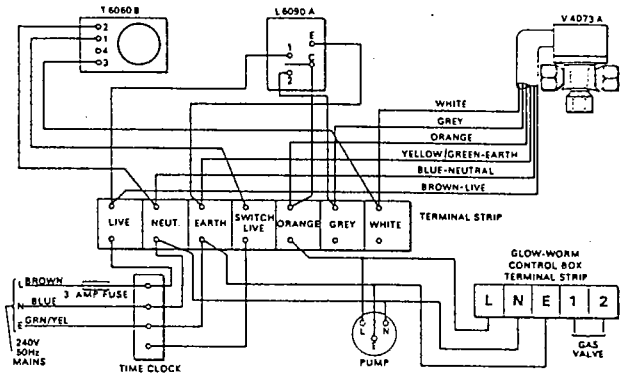 T 6060 B
L 6090 A
V 4073 A
2
1
4
3
1
E
C
2
WHITE
GREY
ORANGE
YELLOW/GREEN-EARTH
BLUE-NEUTRAL
BROWN-LIVE
LIVE
NEUT.
EARTH
SWITCH LIVE
ORANGE
GREY
WHITE
TERMINAL STRIP
GLOW-WORM
CONTROL BOX
TERMINAL STRIP
L N E 1 2
GAS
VALVE
L BROWN
3 AMP FUSE
N BLUE
E GRN/YEL
240V
50Hz
MAINS
TIME CLOCK
L
E
N
PUMP